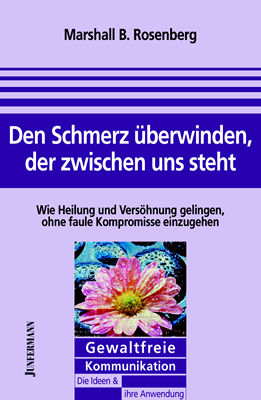 Marshall B. Rosenberg
Den Schmerz überwinden,
der zwischen uns steht
Wie Heilung und Versöhnung gelingen,
ohne faule Kompromisse einzugehen
Gewaltfreie
Kommunikation
Die Ideen &
ihre Anwendung
JUNFERMANN